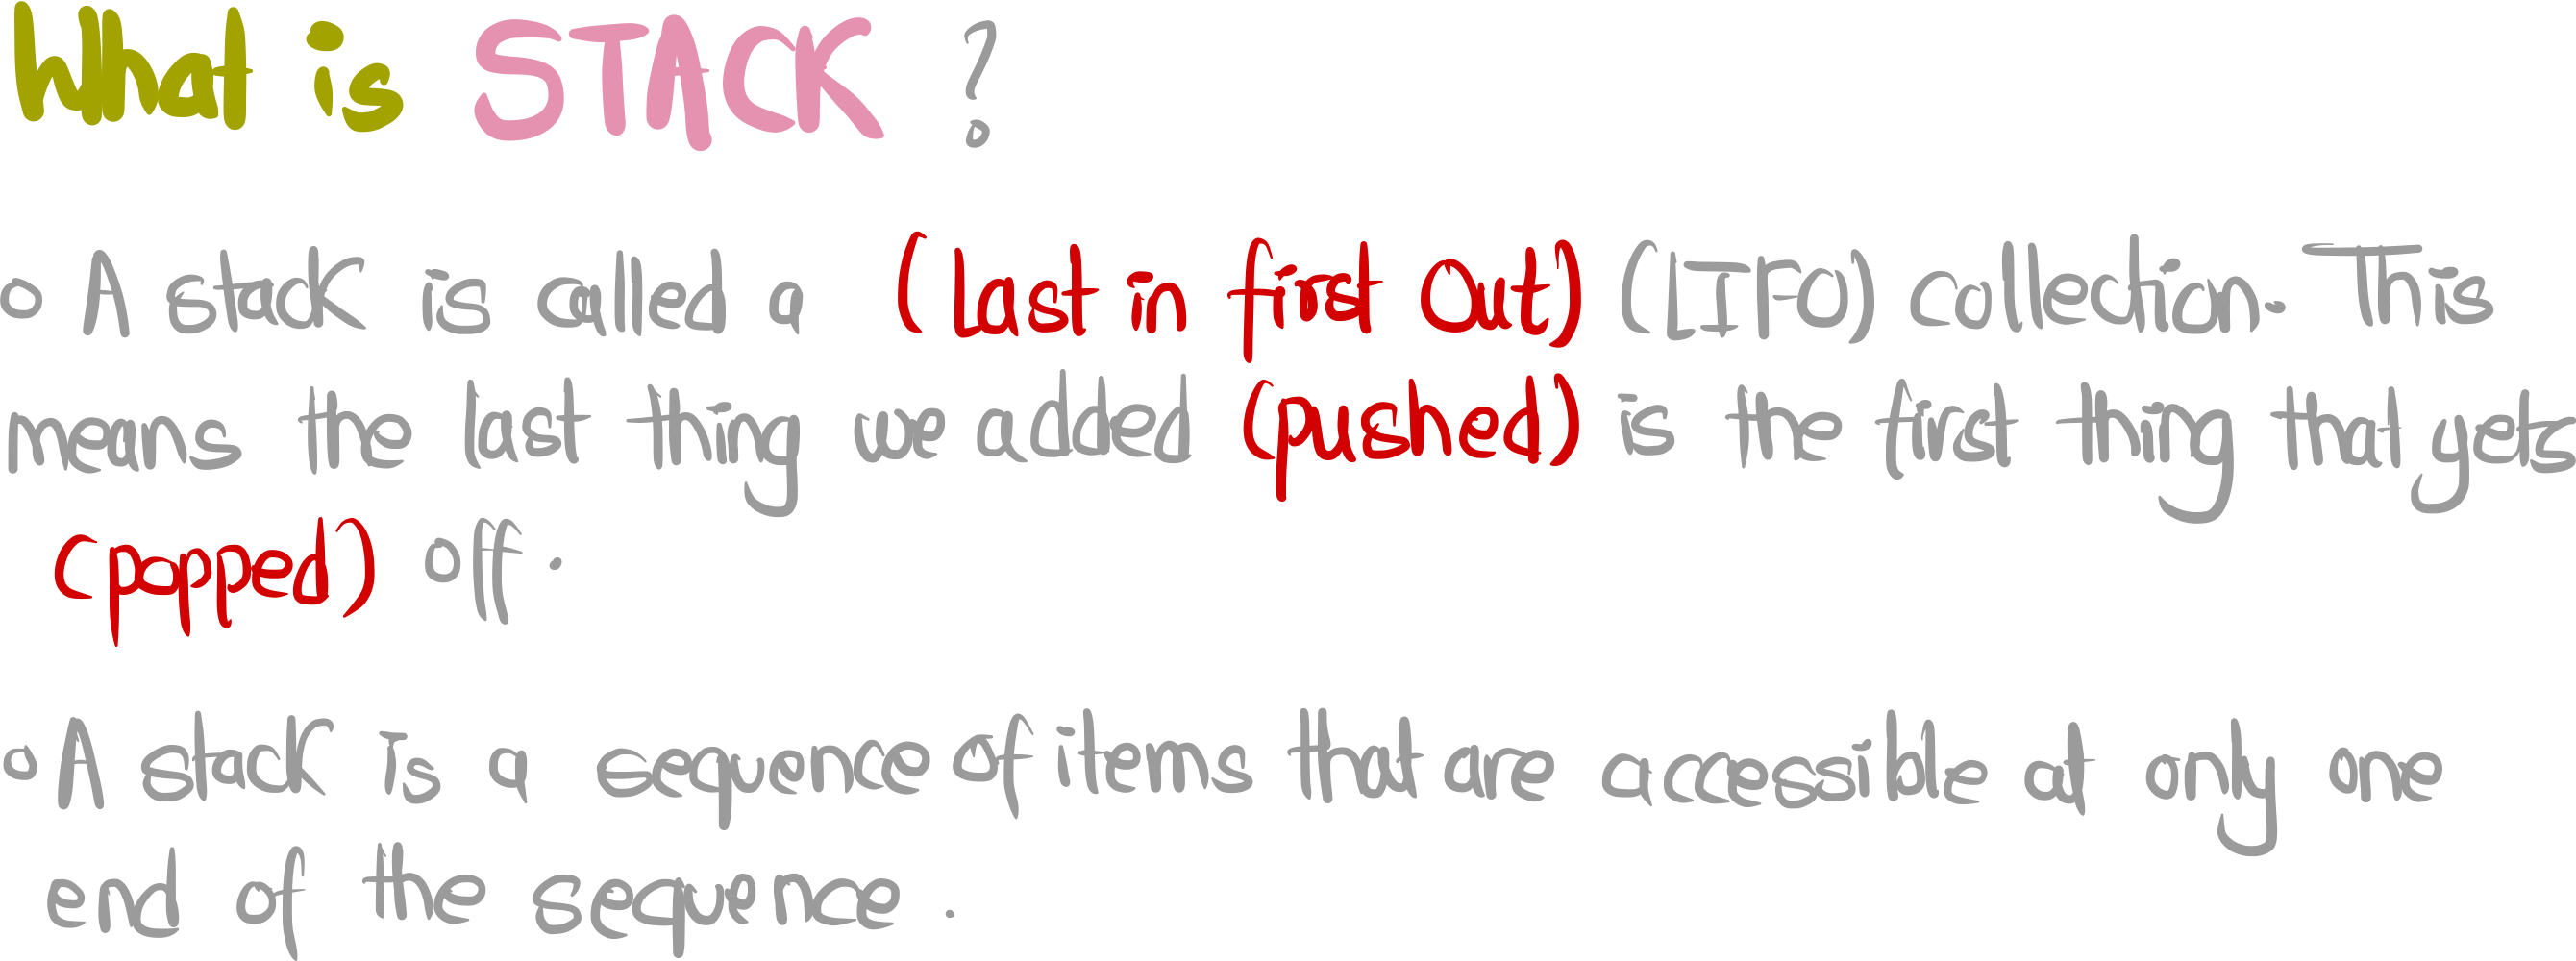 What is STACK ?
○ A stack is called a (Last in first Out) (LIFO) collection. This
means the last thing we added (pushed) is the first thing that gets
(popped) off.
○ A stack is a sequence of items that are accessible at only one
end of the sequence.